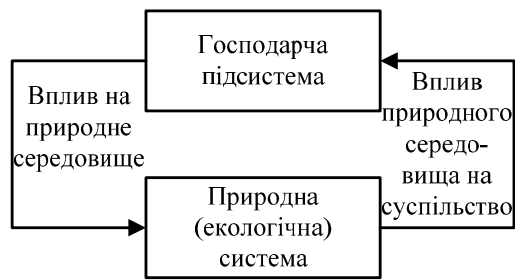 Господарча
підсистема
Вплив на
природне
середовище
Вплив
природного
середо-
вища на
суспільство
Природна
(екологічна)
система